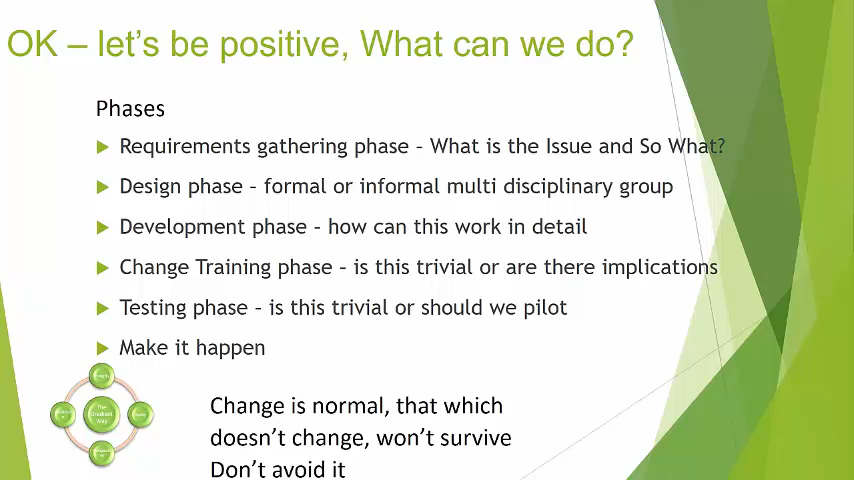 OK – let's be positive, What can we do?
Phases
Requirements gathering phase – What is the Issue and So What?
Design phase – formal or informal multi disciplinary group
Development phase – how can this work in detail
Change Training phase – is this trivial or are there implications
Testing phase – is this trivial or should we pilot
Make it happen
The
Way
Change is normal, that which
doesn't change, won't survive
Don't avoid it